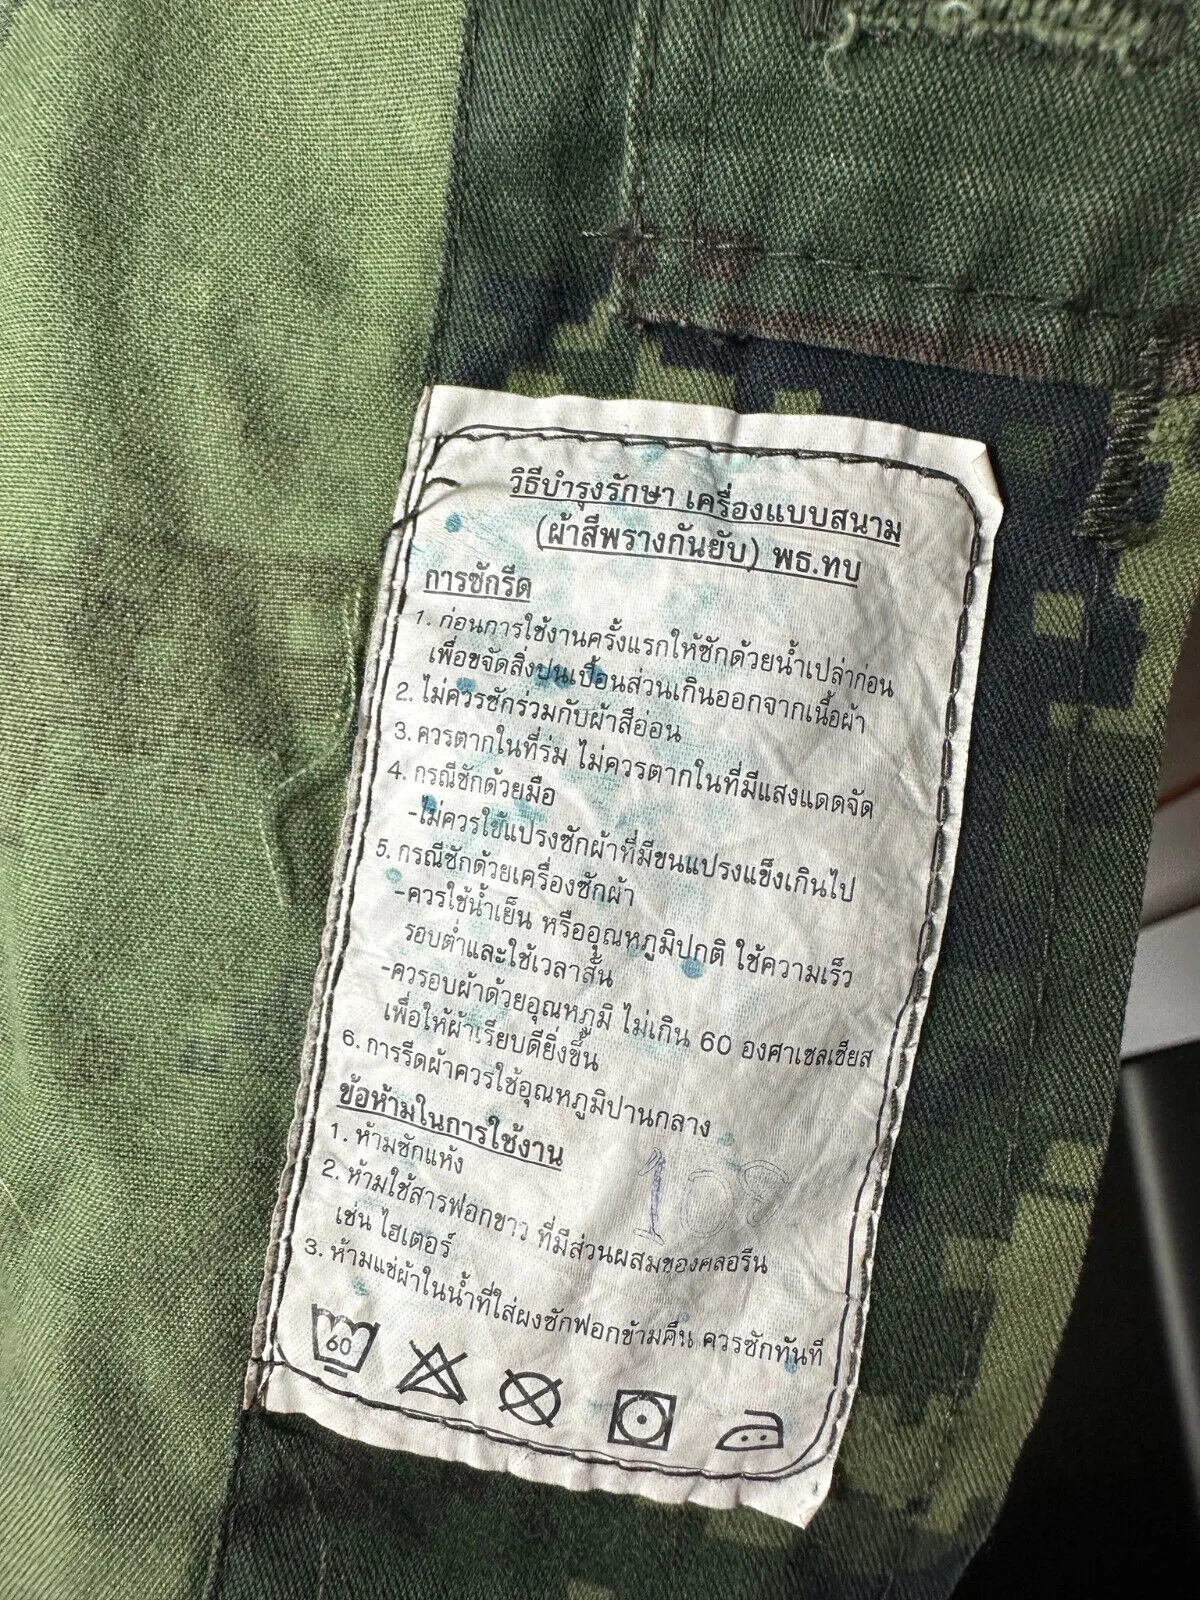 วิธีบำรุงรักษา เครื่องแบบสนาม
(ผ้าสีพรางกันยับ) พธ.ทบ
การซักรีด
1. ก่อนการใช้งานครั้งแรกให้ซักด้วยน้ำเปล่าก่อน
เพื่อขจัดสิ่งปนเปื้อนส่วนเกินออกจากเนื้อผ้า
2. ไม่ควรซักร่วมกับผ้าสีอ่อน
3. ควรตากในที่ร่ม ไม่ควรตากในที่มีแสงแดดจัด
4. กรณีซักด้วยมือ
-ไม่ควรใช้แปรงซักผ้าที่มีขนแปรงแข็งเกินไป
5. กรณีซักด้วยเครื่องซักผ้า
-ควรใช้น้ำเย็น หรืออุณหภูมิปกติ ใช้ความเร็ว
รอบต่ำและใช้เวลาสั้น
-ควรอบผ้าด้วยอุณหภูมิ ไม่เกิน 60 องศาเซลเซียส
เพื่อให้ผ้าเรียบดียิ่งขึ้น
6. การรีดผ้าควรใช้อุณหภูมิปานกลาง
ข้อห้ามในการใช้งาน
1. ห้ามซักแห้ง
108
2. ห้ามใช้สารฟอกขาว ที่มีส่วนผสมของคลอรีน
เช่น ไฮเตอร์
3. ห้ามแช่ผ้าในน้ำที่ใส่ผงซักฟอกข้ามคืน ควรซักทันที
60